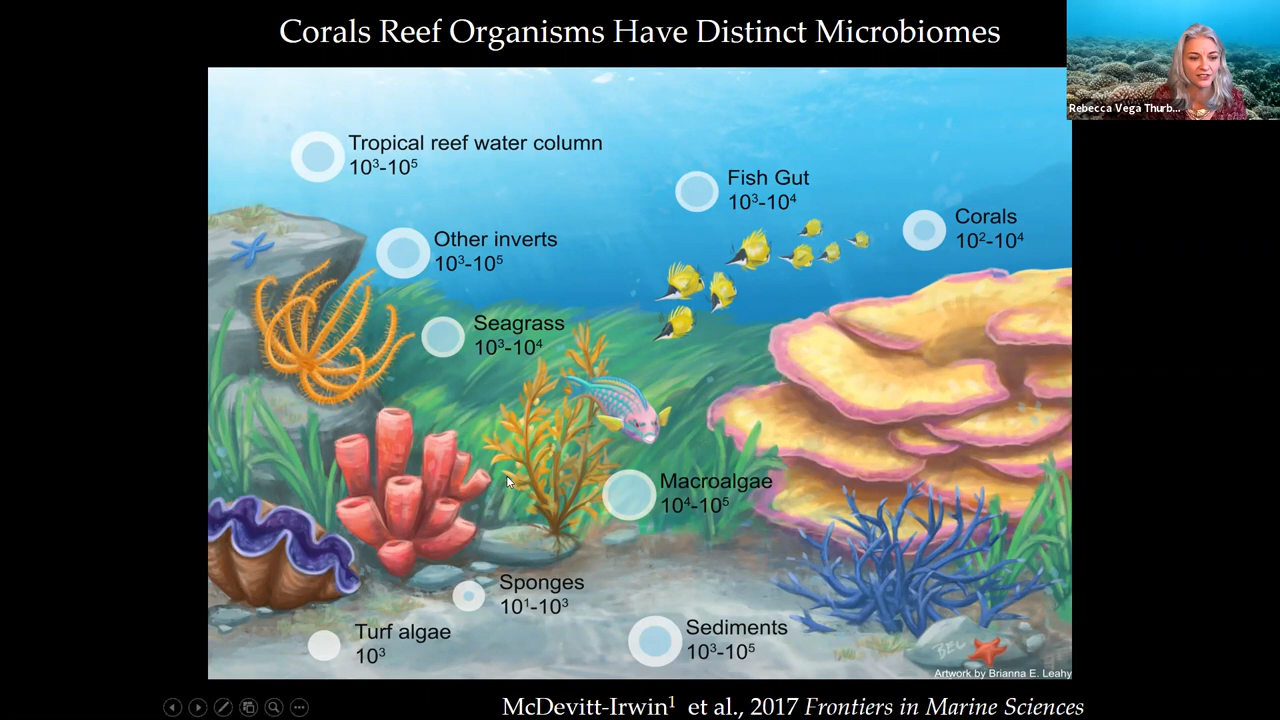 Corals Reef Organisms Have Distinct Microbiomes
Rebecca Vega Thurb...
Tropical reef water column
10³-10⁵
Fish Gut
10³-10⁴
Corals
10²-10⁴
Other inverts
10³-10⁵
Seagrass
10³-10⁴
Macroalgae
10⁴-10⁵
Sponges
10¹-10³
Turf algae
10³
Sediments
10³-10⁵
BEL
Artwork by Brianna E. Leahy
McDevitt-Irwin¹ et al., 2017 Frontiers in Marine Sciences